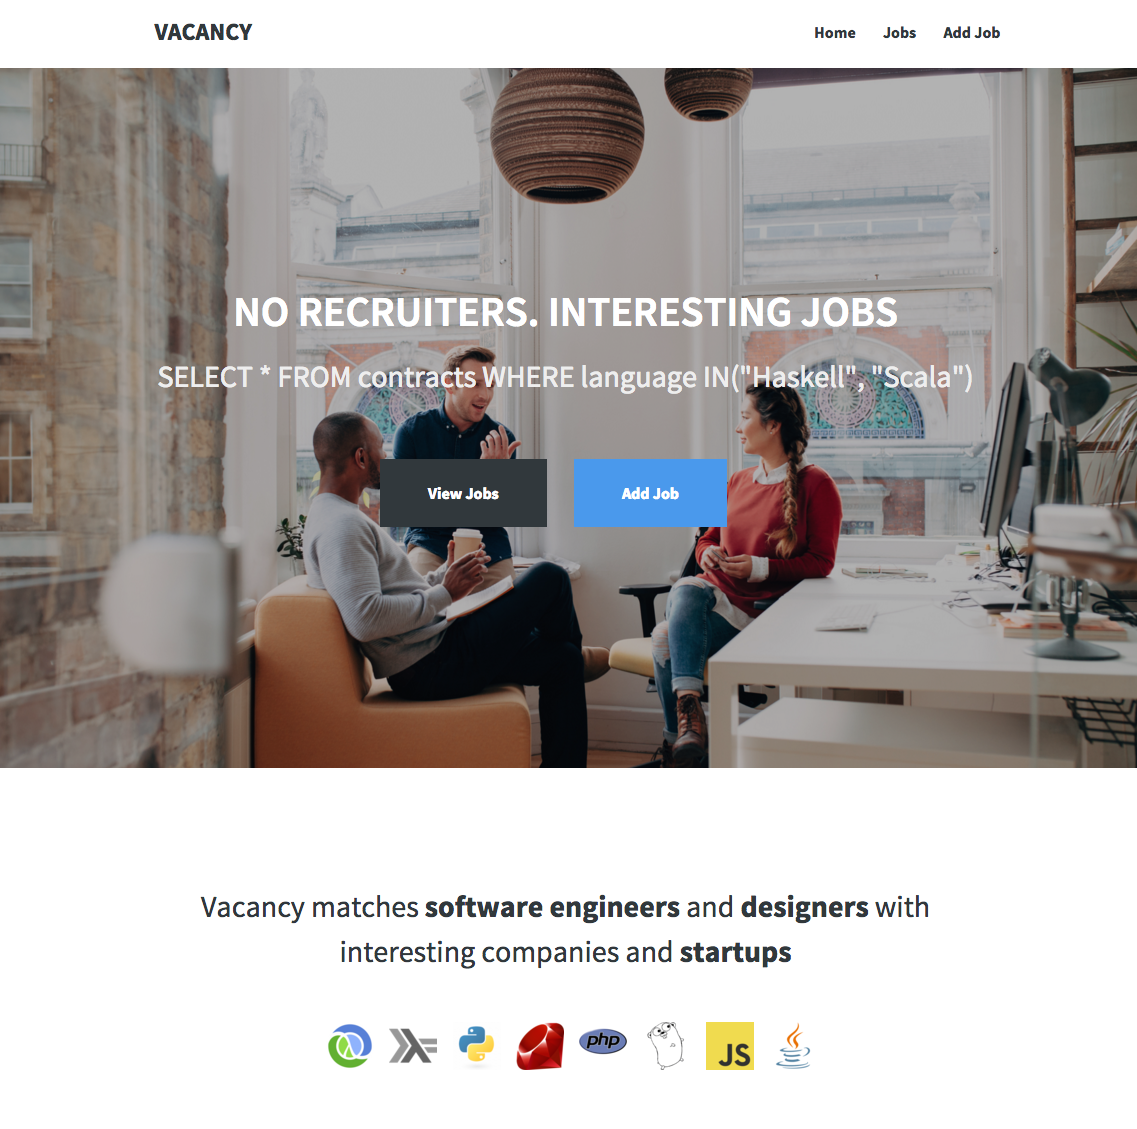 VACANCY
Home Jobs Add Job
NO RECRUITERS. INTERESTING JOBS
SELECT * FROM contracts WHERE language IN("Haskell", "Scala")
View Jobs Add Job
Vacancy matches software engineers and designers with
interesting companies and startups
php JS